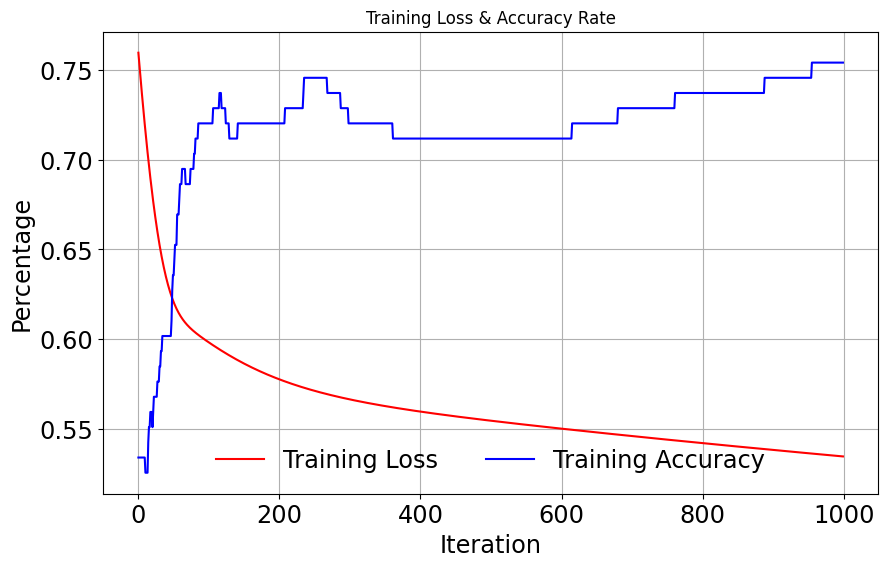 Training Loss & Accuracy Rate
0.75
0.70
0.65
0.60
0.55
Percentage
Training Loss Training Accuracy
0 200 400 600 800 1000
Iteration